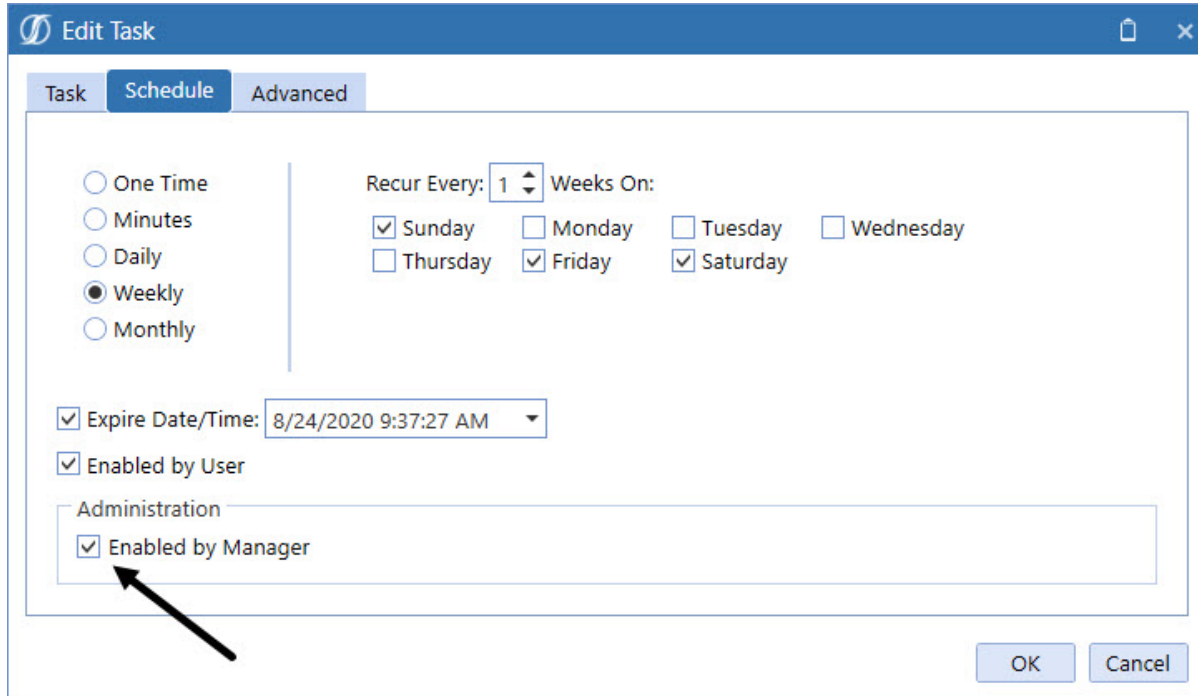 Edit Task
Task Schedule Advanced
One Time
Minutes
Daily
Weekly
Monthly
Recur Every: 1 Weeks On:
Sunday Monday Tuesday Wednesday
Thursday Friday Saturday
Expire Date/Time: 8/24/2020 9:37:27 AM
Enabled by User
Administration
Enabled by Manager
OK Cancel